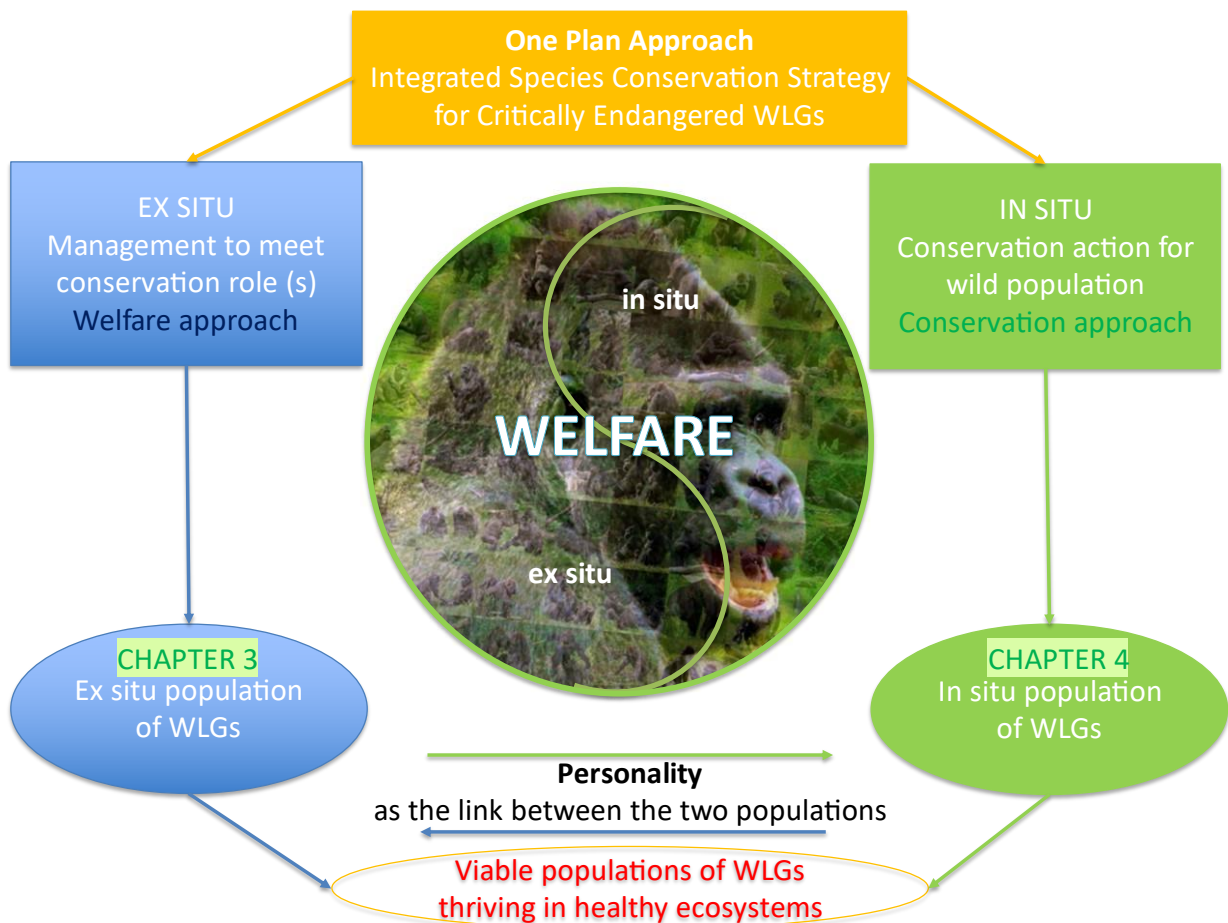 One Plan Approach
Integrated Species Conservation Strategy
for Critically Endangered WLGs
EX SITU
Management to meet
conservation role (s)
Welfare approach
IN SITU
Conservation action for
wild population
Conservation approach
in situ
WELFARE
ex situ
CHAPTER 3
Ex situ population
of WLGs
CHAPTER 4
In situ population
of WLGs
Personality
as the link between the two populations
Viable populations of WLGs
thriving in healthy ecosystems